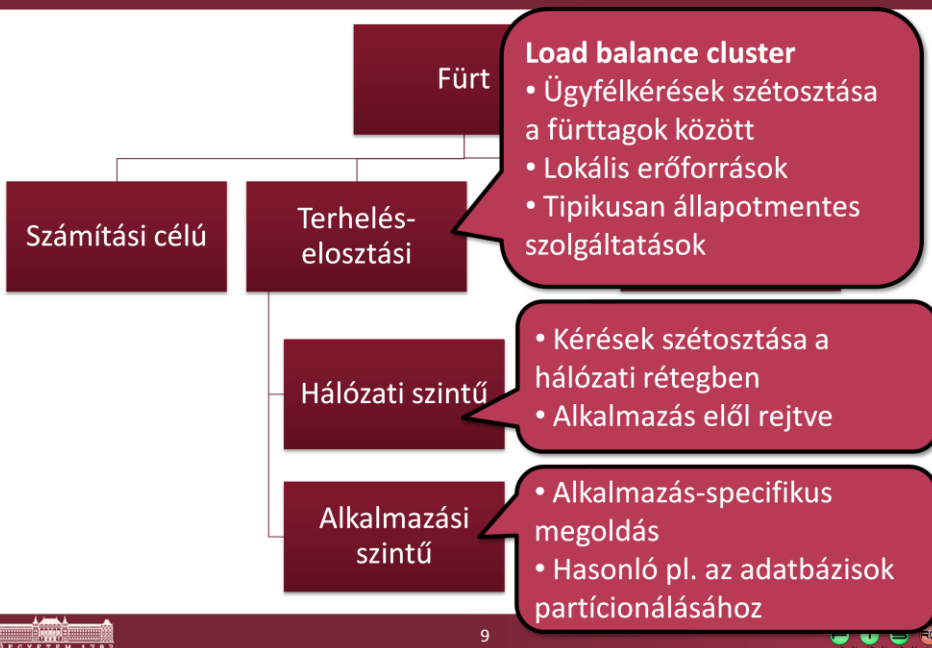 Fürt
Load balance cluster
• Ügyfélkérések szétosztása
a fürttagok között
• Lokális erőforrások
• Tipikusan állapotmentes
szolgáltatások
Számítási célú
Terhelés-
elosztási
Hálózati szintű
• Kérések szétosztása a
hálózati rétegben
• Alkalmazás elől rejtve
Alkalmazási
szintű
• Alkalmazás-specifikus
megoldás
• Hasonló pl. az adatbázisok
partícionálásához
9